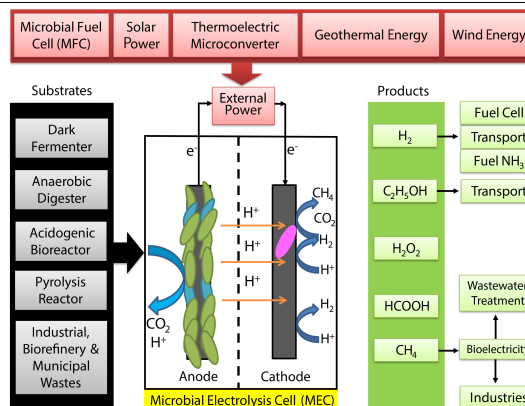 Microbial Fuel
Cell (MFC)
Solar
Power
Thermoelectric
Microconverter
Geothermal Energy
Wind Energy
Substrates
External
Power
Products
Dark
Fermenter
Anaerobic
Digester
Acidogenic
Bioreactor
Pyrolysis
Reactor
Industrial,
Biorefinery &
Municipal
Wastes
e⁻
e⁻
H⁺
H⁺
H⁺
CO₂
H⁺
CH₄
CO₂
H₂
H⁺
H₂
H⁺
Anode
Cathode
Microbial Electrolysis Cell (MEC)
H₂
C₂H₅OH
H₂O₂
HCOOH
CH₄
Fuel Cell
Transport
Fuel NH₃
Transport
Wastewater
Treatment
Bioelectricity
Industries